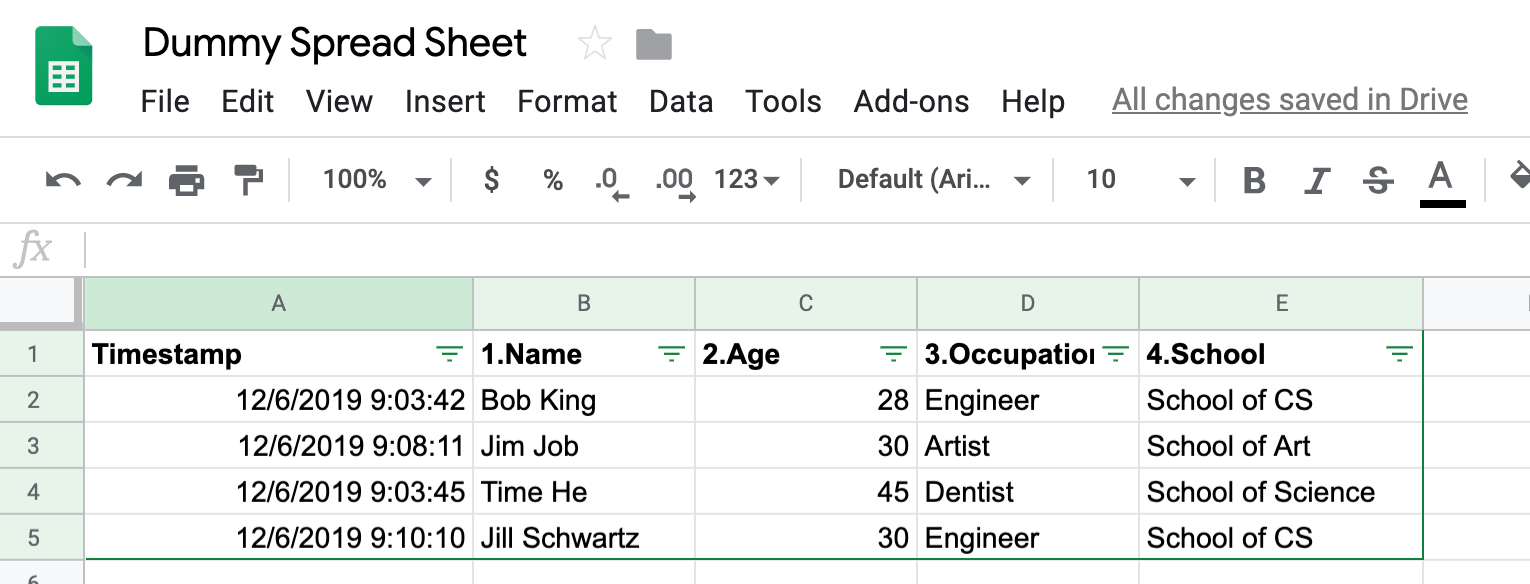 Dummy Spread Sheet
File Edit View Insert Format Data Tools Add-ons Help All changes saved in Drive
100% $ % .0 .00 123 Default (Ari... 10 B I S A
fx
A B C D E
1 Timestamp 1.Name 2.Age 3.Occupation 4.School
2 12/6/2019 9:03:42 Bob King 28 Engineer School of CS
3 12/6/2019 9:08:11 Jim Job 30 Artist School of Art
4 12/6/2019 9:03:45 Time He 45 Dentist School of Science
5 12/6/2019 9:10:10 Jill Schwartz 30 Engineer School of CS
6